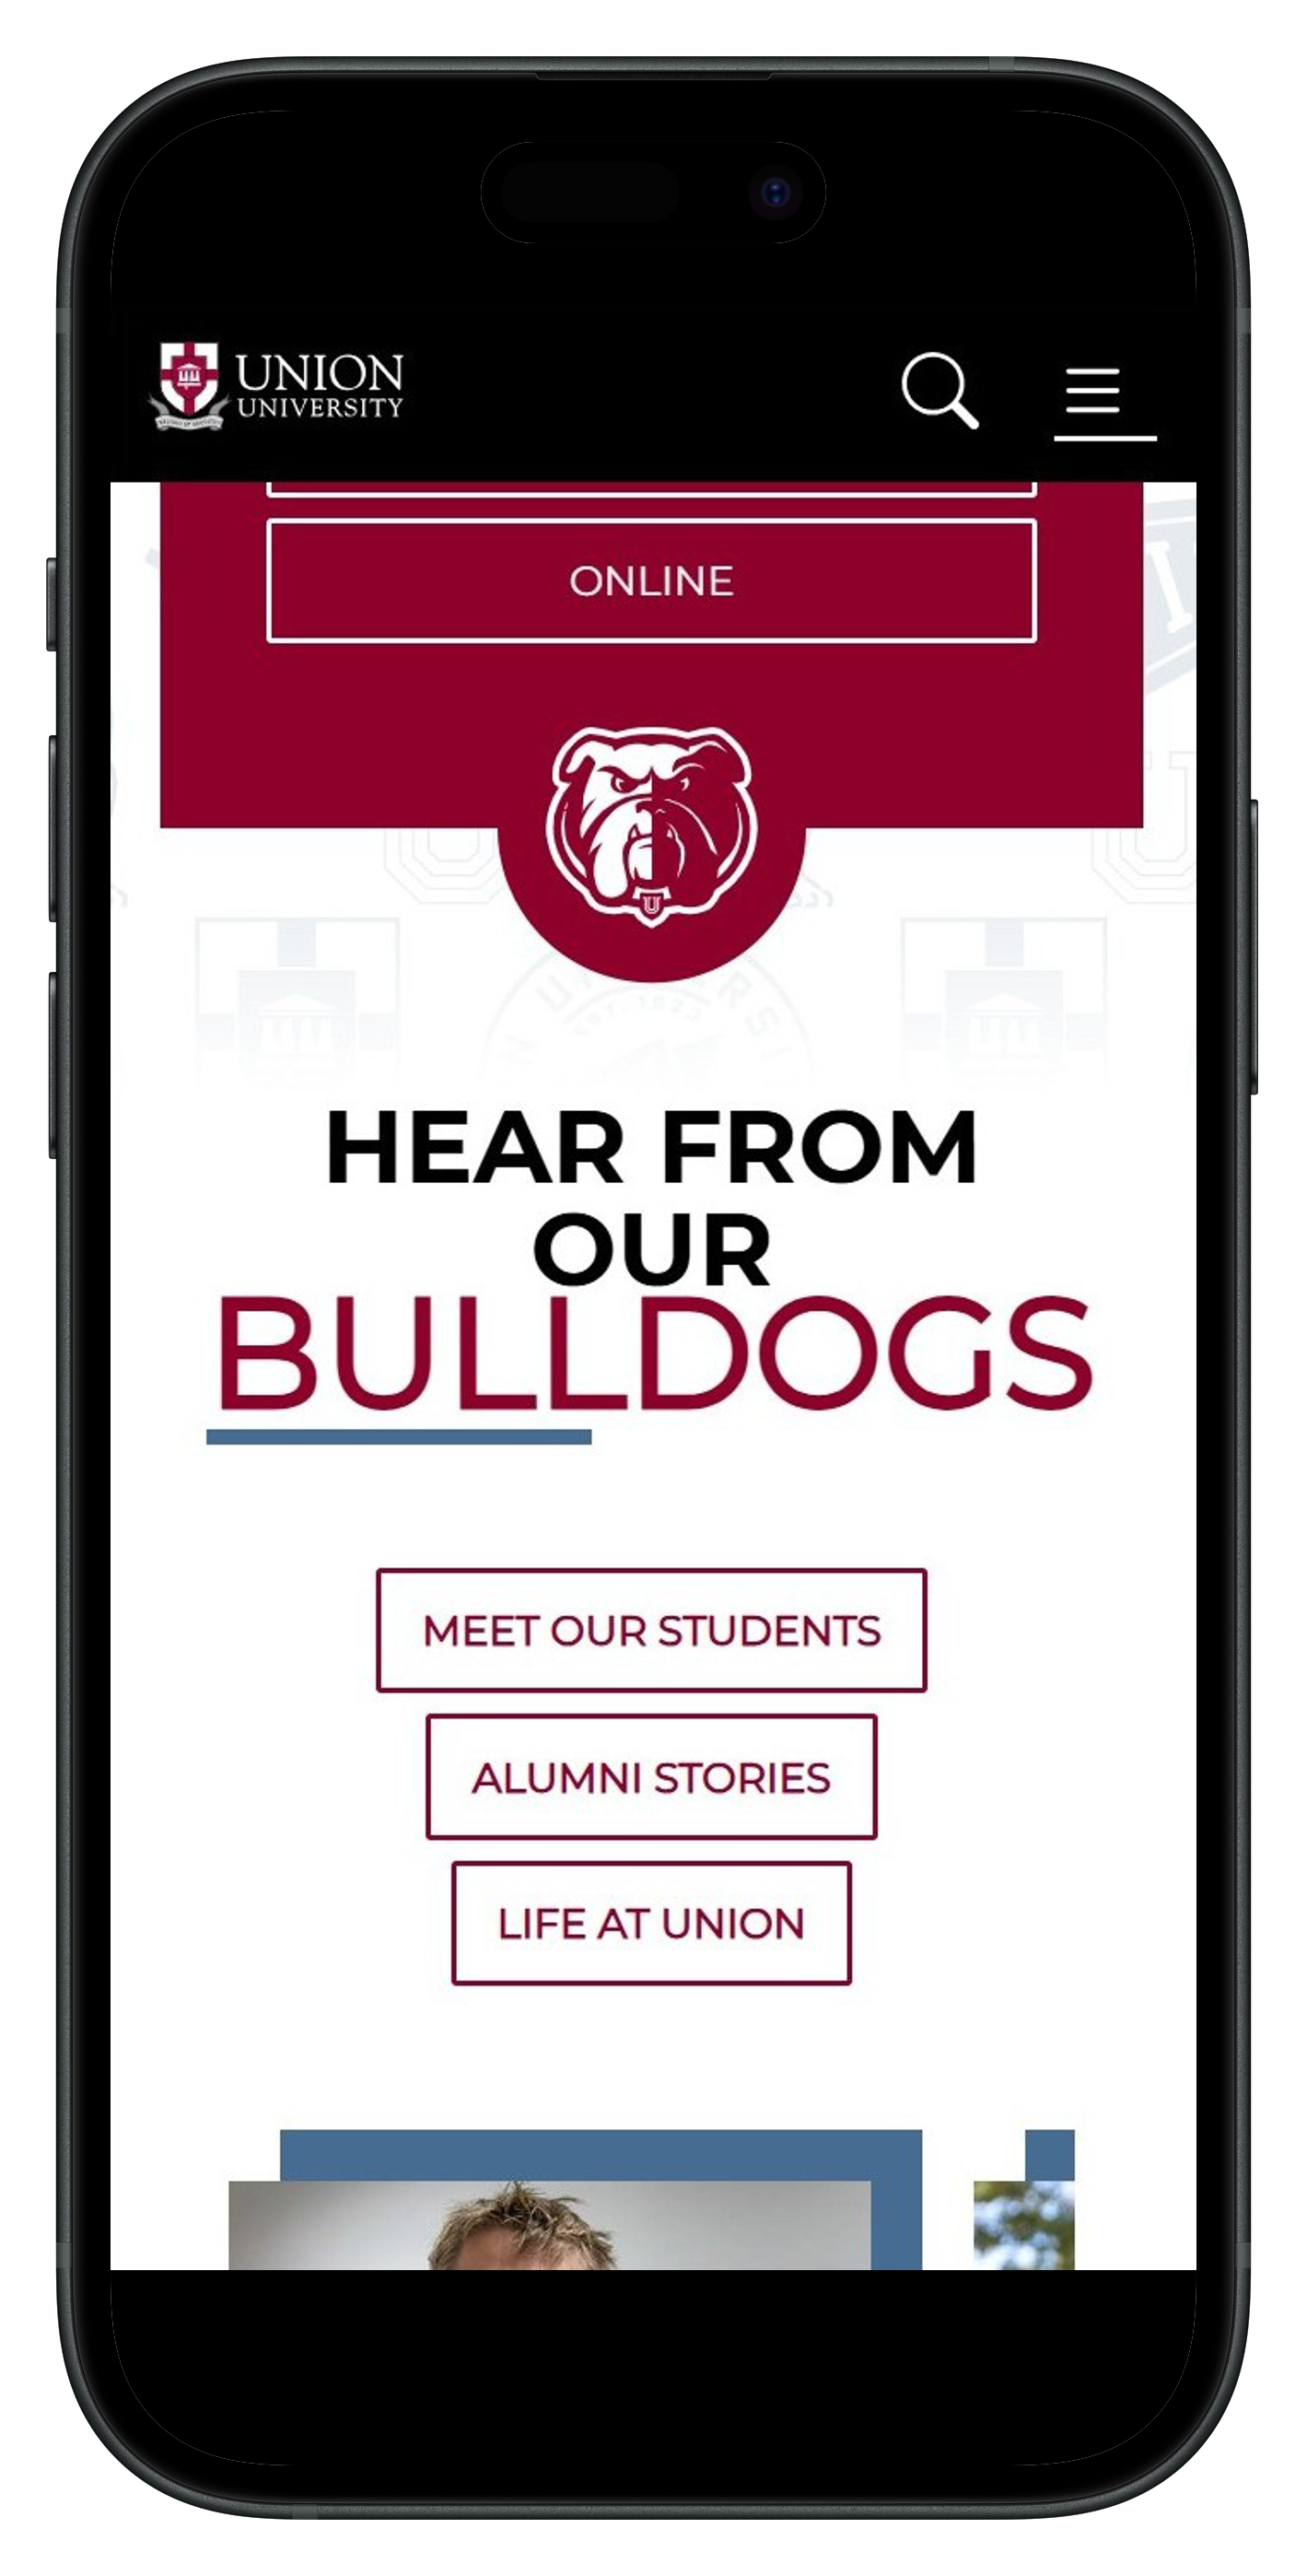 UNION
UNIVERSITY
ONLINE
U
HEAR FROM
OUR
BULLDOGS
MEET OUR STUDENTS
ALUMNI STORIES
LIFE AT UNION